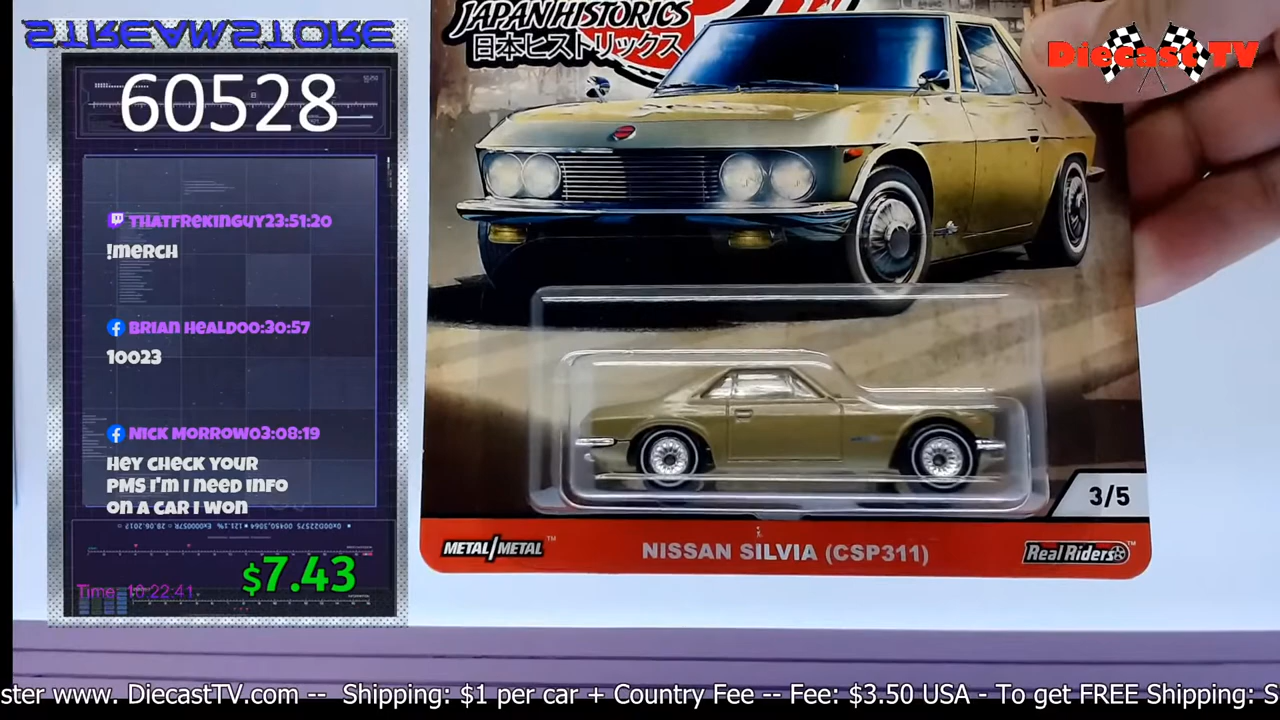 STREAMSTORE
60528
THATFREKINGUY23:51:20
!merch
Brian Heald00:30:57
10023
Nick Morrow03:08:19
Hey check your
PMs I'm I need info
on a car I won
Time: 10:22:41
$7.43
JAPAN HISTORICS
日本ヒストリックス
Diecast TV
3/5
METAL/METAL™
NISSAN SILVIA (CSP311)
Real Riders
ster www. DiecastTV.com -- Shipping: $1 per car + Country Fee -- Fee: $3.50 USA - To get FREE Shipping: S